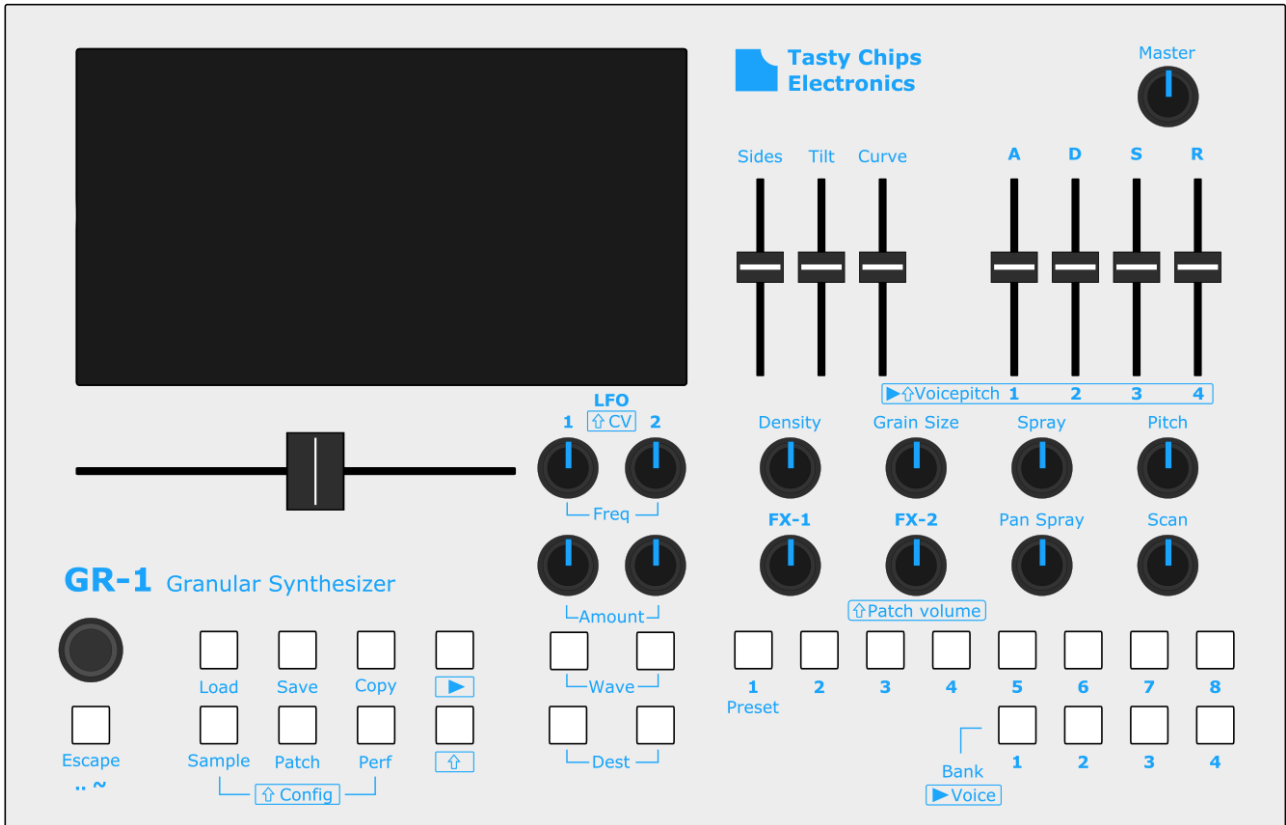 Tasty Chips
Electronics
Master
Sides Tilt Curve A D S R
▶⇧Voicepitch 1 2 3 4
LFO
1 ⇧CV 2
Density Grain Size Spray Pitch
Freq
FX-1 FX-2 Pan Spray Scan
GR-1 Granular Synthesizer
Amount
⇧Patch volume
Load Save Copy ▶
Wave
1 2 3 4 5 6 7 8
Preset
Escape Sample Patch Perf ⇧
.. ~
⇧ Config
Dest
1 2 3 4
Bank
▶Voice